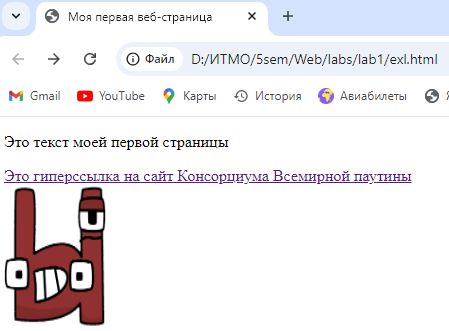 Моя первая веб-страница
Файл D:/ИТМО/5sem/Web/labs/lab1/exl.html
Gmail YouTube Карты История Авиабилеты Я
Это текст моей первой страницы
Это гиперссылка на сайт Консорциума Всемирной паутины
Ы